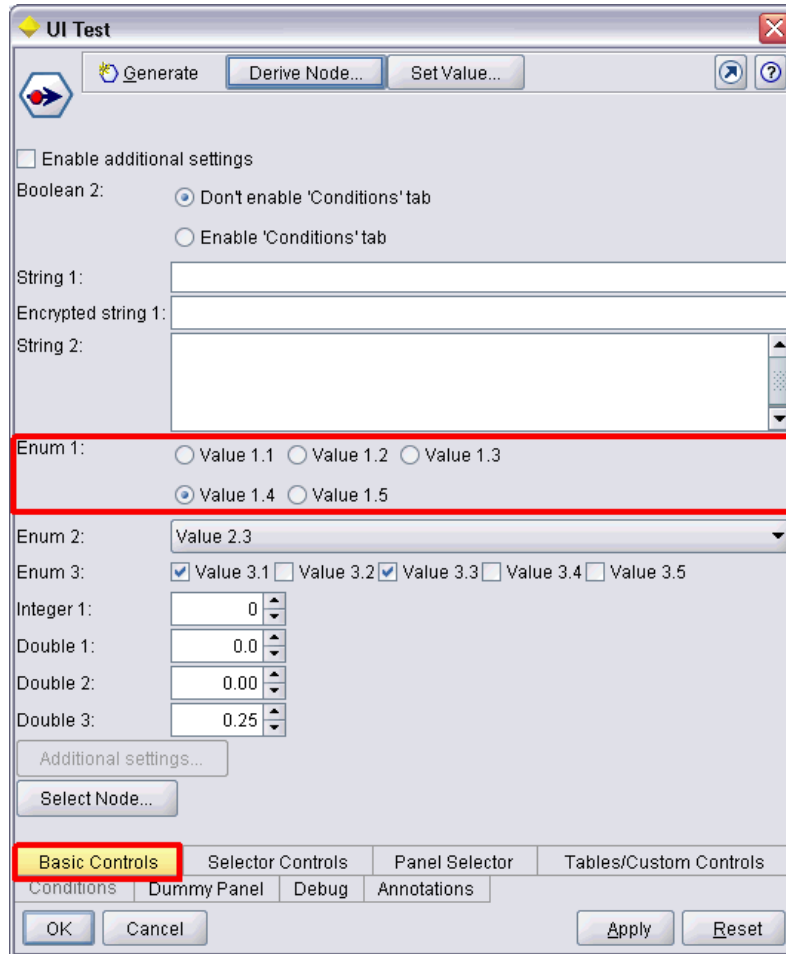 UI Test
Generate Derive Node... Set Value...
Enable additional settings
Boolean 2: Don't enable 'Conditions' tab
Enable 'Conditions' tab
String 1:
Encrypted string 1:
String 2:
Enum 1: Value 1.1 Value 1.2 Value 1.3
Value 1.4 Value 1.5
Enum 2: Value 2.3
Enum 3: Value 3.1 Value 3.2 Value 3.3 Value 3.4 Value 3.5
Integer 1: 0
Double 1: 0.0
Double 2: 0.00
Double 3: 0.25
Additional settings...
Select Node...
Basic Controls Selector Controls Panel Selector Tables/Custom Controls
Conditions Dummy Panel Debug Annotations
OK Cancel Apply Reset